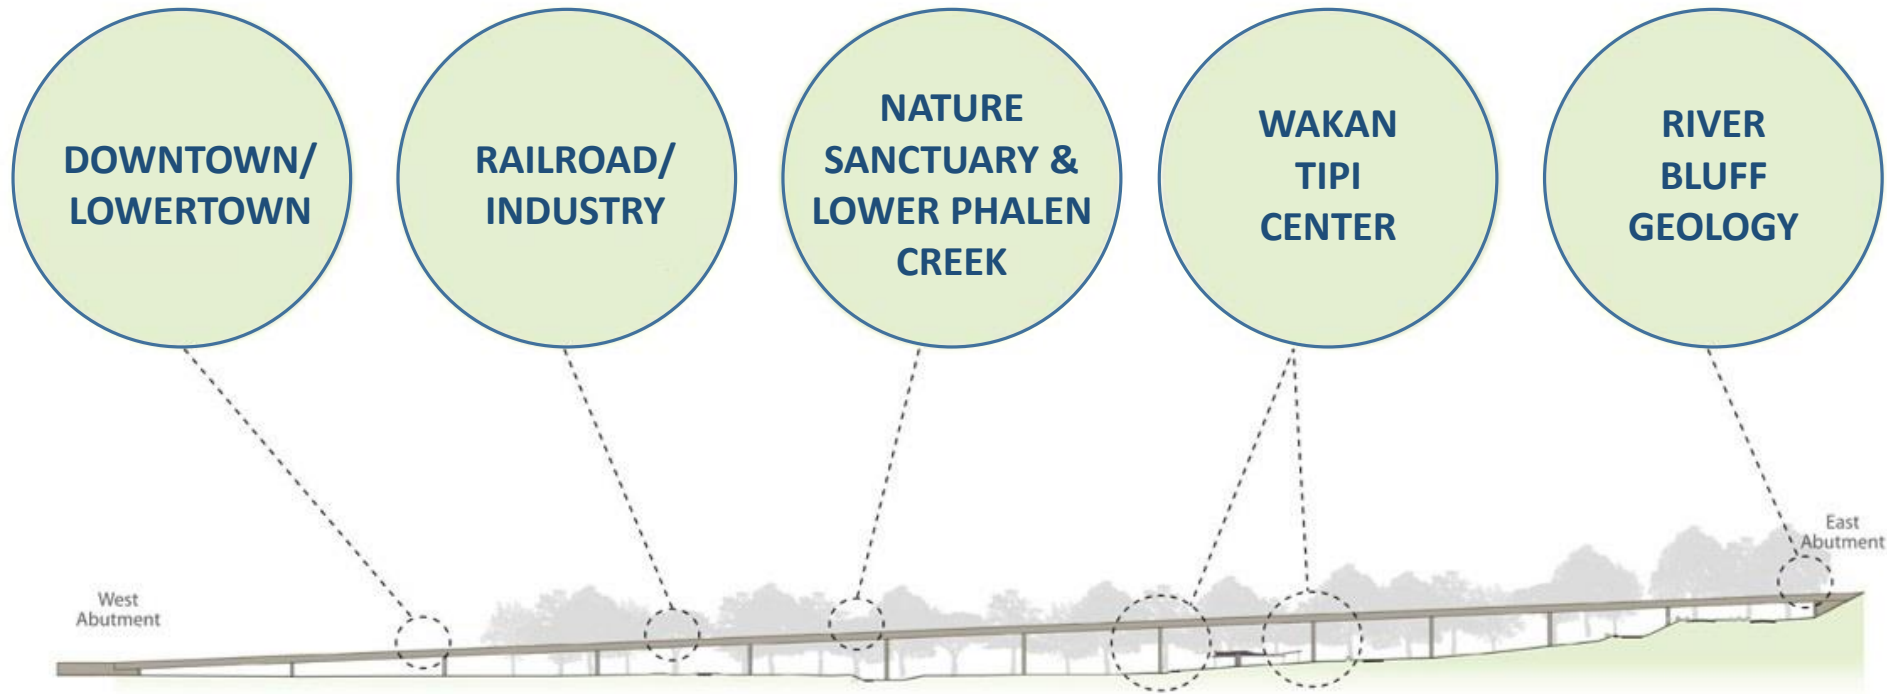 DOWNTOWN/
LOWERTOWN
RAILROAD/
INDUSTRY
NATURE
SANCTUARY &
LOWER PHALEN
CREEK
WAKAN
TIPI
CENTER
RIVER
BLUFF
GEOLOGY
West
Abutment
East
Abutment